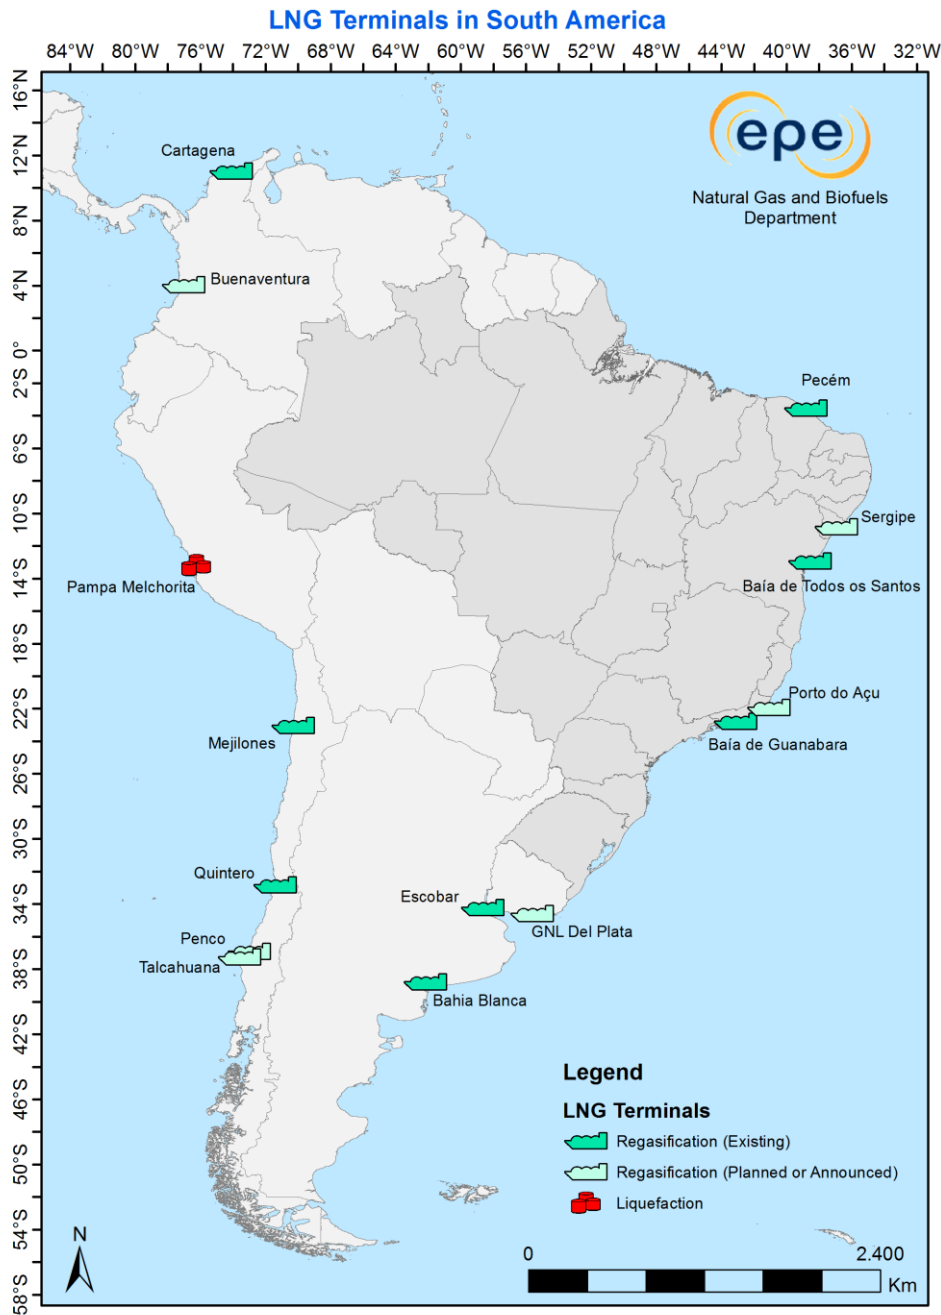 LNG Terminals in South America
84°W 80°W 76°W 72°W 68°W 64°W 60°W 56°W 52°W 48°W 44°W 40°W 36°W 32°W
16°N
12°N
8°N
4°N
0°
2°S
6°S
10°S
14°S
18°S
22°S
26°S
30°S
34°S
38°S
42°S
46°S
50°S
54°S
58°S
epe
Natural Gas and Biofuels
Department
Cartagena
Buenaventura
Pecém
Sergipe
Pampa Melchorita
Baía de Todos os Santos
Porto do Açu
Mejilones
Baía de Guanabara
Quintero
Escobar
Penco
GNL Del Plata
Talcahuana
Bahia Blanca
Legend
LNG Terminals
Regasification (Existing)
Regasification (Planned or Announced)
Liquefaction
N
0 2.400
Km